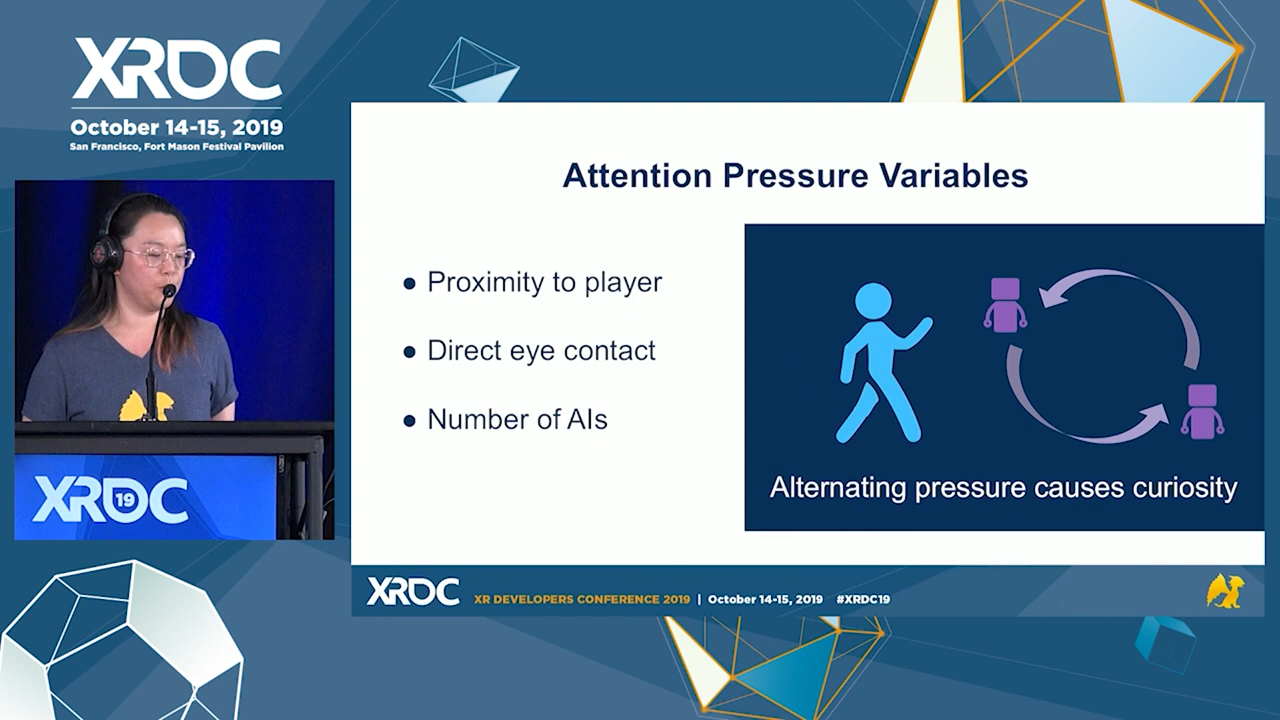 XRDC
October 14-15, 2019
San Francisco, Fort Mason Festival Pavilion
XRDC
19
Attention Pressure Variables
● Proximity to player
● Direct eye contact
● Number of AIs
Alternating pressure causes curiosity
XRDC XR DEVELOPERS CONFERENCE 2019 | October 14-15, 2019 #XRDC19